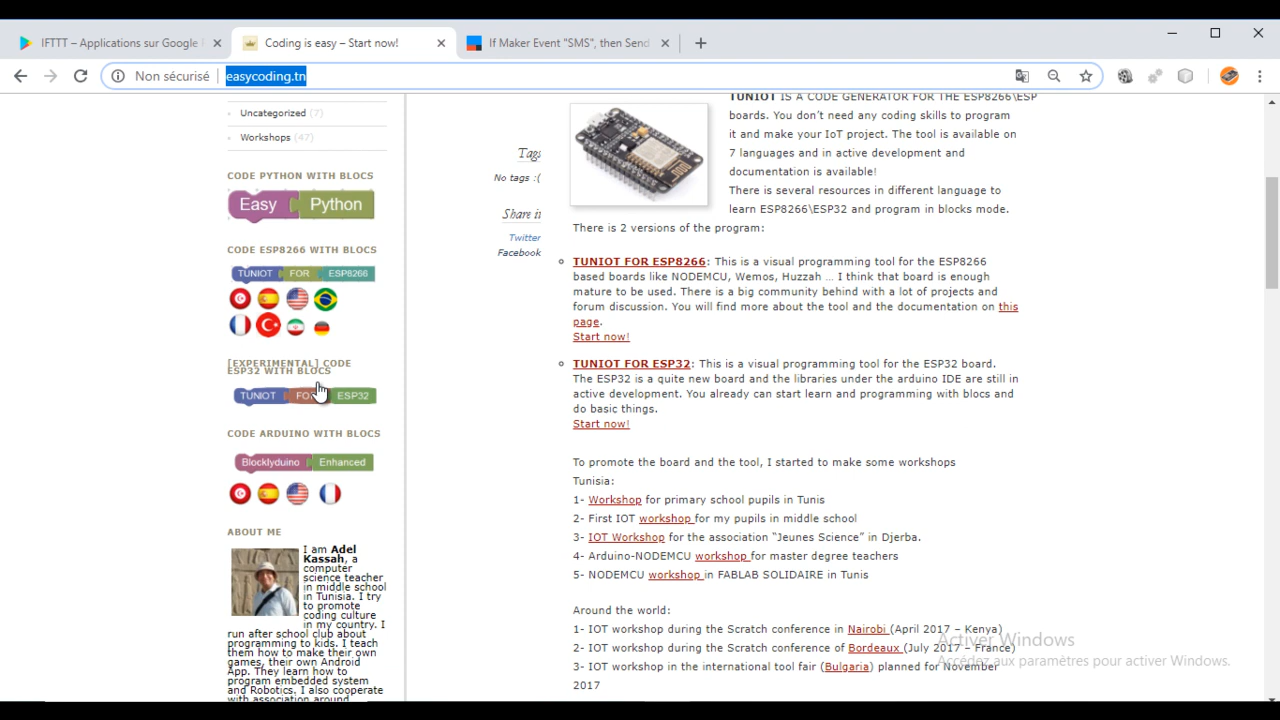 IFTTT – Applications sur Google
Coding is easy – Start now!
If Maker Event "SMS", then Send
Non sécurisé
easycoding.tn
Uncategorized (7)
Workshops (47)
CODE PYTHON WITH BLOCS
Easy Python
CODE ESP8266 WITH BLOCS
TUNIOT FOR ESP8266
[EXPERIMENTAL] CODE
ESP32 WITH BLOCS
TUNIOT FO ESP32
CODE ARDUINO WITH BLOCS
Blocklyduino Enhanced
ABOUT ME
I am Adel
Kassah, a
computer
science teacher
in middle school
in Tunisia. I try
to promote
coding culture
in my country. I
run after school club about
programming to kids. I teach
them how to make their own
games, their own Android
App. They learn how to
program embedded system
and Robotics. I also cooperate
with association around
Tags
No tags :(
Share it
Twitter
Facebook
TUNIOT IS A CODE GENERATOR FOR THE ESP8266\ESP
boards. You don't need any coding skills to program
it and make your IoT project. The tool is available on
7 languages and in active development and
documentation is available!
There is several resources in different language to
learn ESP8266\ESP32 and program in blocks mode.
There is 2 versions of the program:
TUNIOT FOR ESP8266: This is a visual programming tool for the ESP8266
based boards like NODEMCU, Wemos, Huzzah … I think that board is enough
mature to be used. There is a big community behind with a lot of projects and
forum discussion. You will find more about the tool and the documentation on this
page.
Start now!
TUNIOT FOR ESP32: This is a visual programming tool for the ESP32 board.
The ESP32 is a quite new board and the libraries under the arduino IDE are still in
active development. You already can start learn and programming with blocs and
do basic things.
Start now!
To promote the board and the tool, I started to make some workshops
Tunisia:
1- Workshop for primary school pupils in Tunis
2- First IOT workshop for my pupils in middle school
3- IOT Workshop for the association "Jeunes Science" in Djerba.
4- Arduino-NODEMCU workshop for master degree teachers
5- NODEMCU workshop in FABLAB SOLIDAIRE in Tunis
Around the world:
1- IOT workshop during the Scratch conference in Nairobi (April 2017 – Kenya)
2- IOT workshop during the Scratch conference of Bordeaux (July 2017 – France)
3- IOT workshop in the international tool fair (Bulgaria) planned for November
2017
Activer Windows
Accédez aux paramètres pour activer Windows.